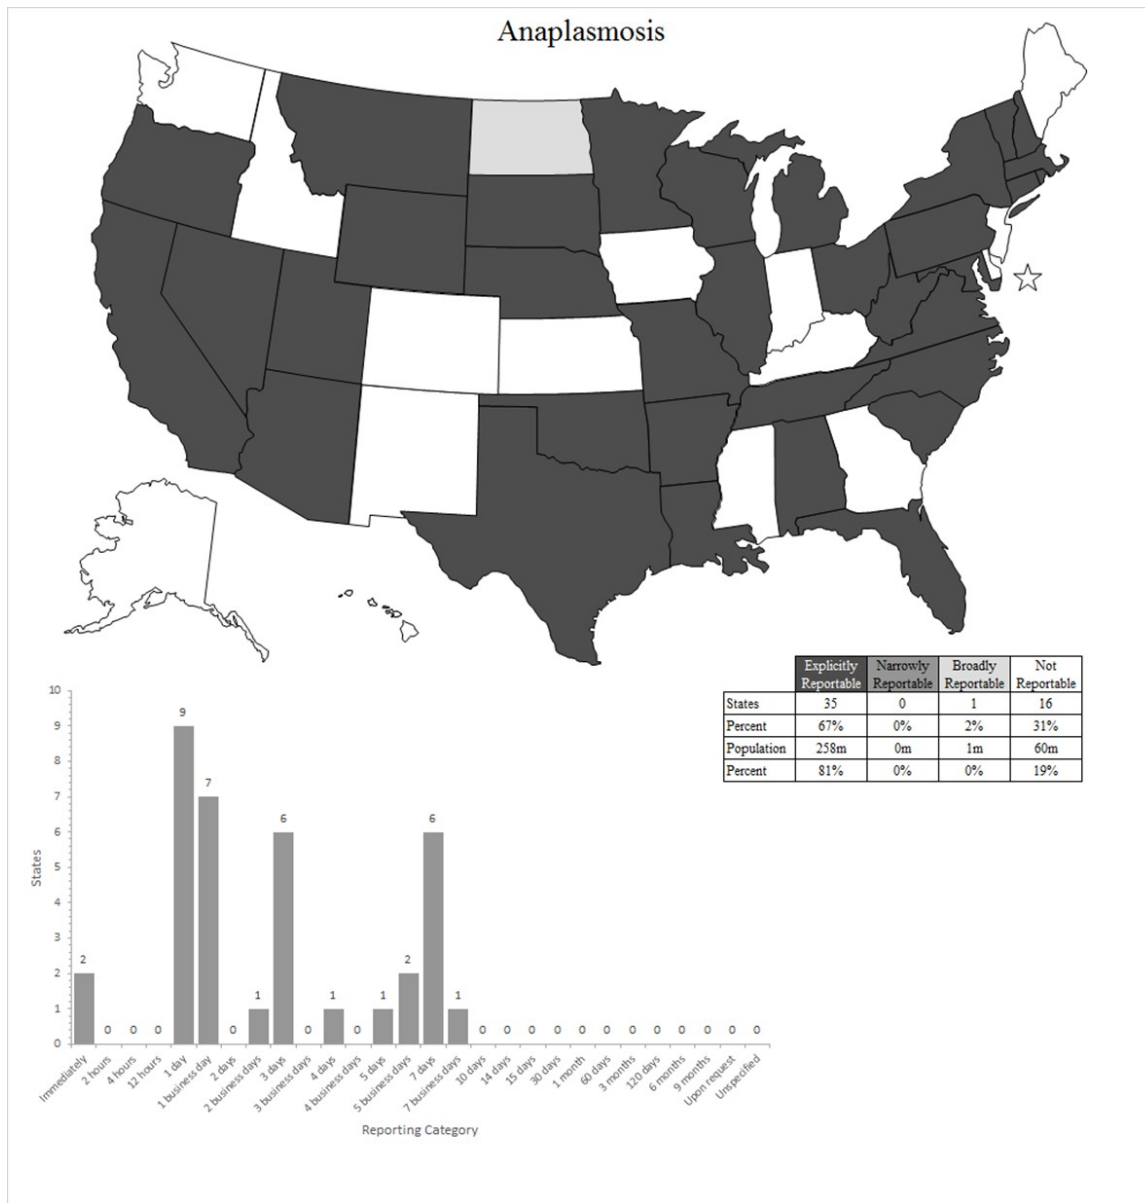 Anaplasmosis
Explicitly Reportable Narrowly Reportable Broadly Reportable Not Reportable
States 35 0 1 16
Percent 67% 0% 2% 31%
Population 258m 0m 1m 60m
Percent 81% 0% 0% 19%
10
9
8
7
6
5
4
3
2
1
0
States
2 0 0 0 9 7 0 1 6 0 1 0 1 2 6 1 0 0 0 0 0 0 0 0 0 0 0 0
Immediately
2 hours
4 hours
12 hours
1 day
1 business day
2 days
2 business days
3 days
3 business days
4 days
4 business days
5 days
5 business days
7 days
7 business days
10 days
14 days
15 days
30 days
1 month
60 days
3 months
120 days
6 months
9 months
Upon request
Unspecified
Reporting Category